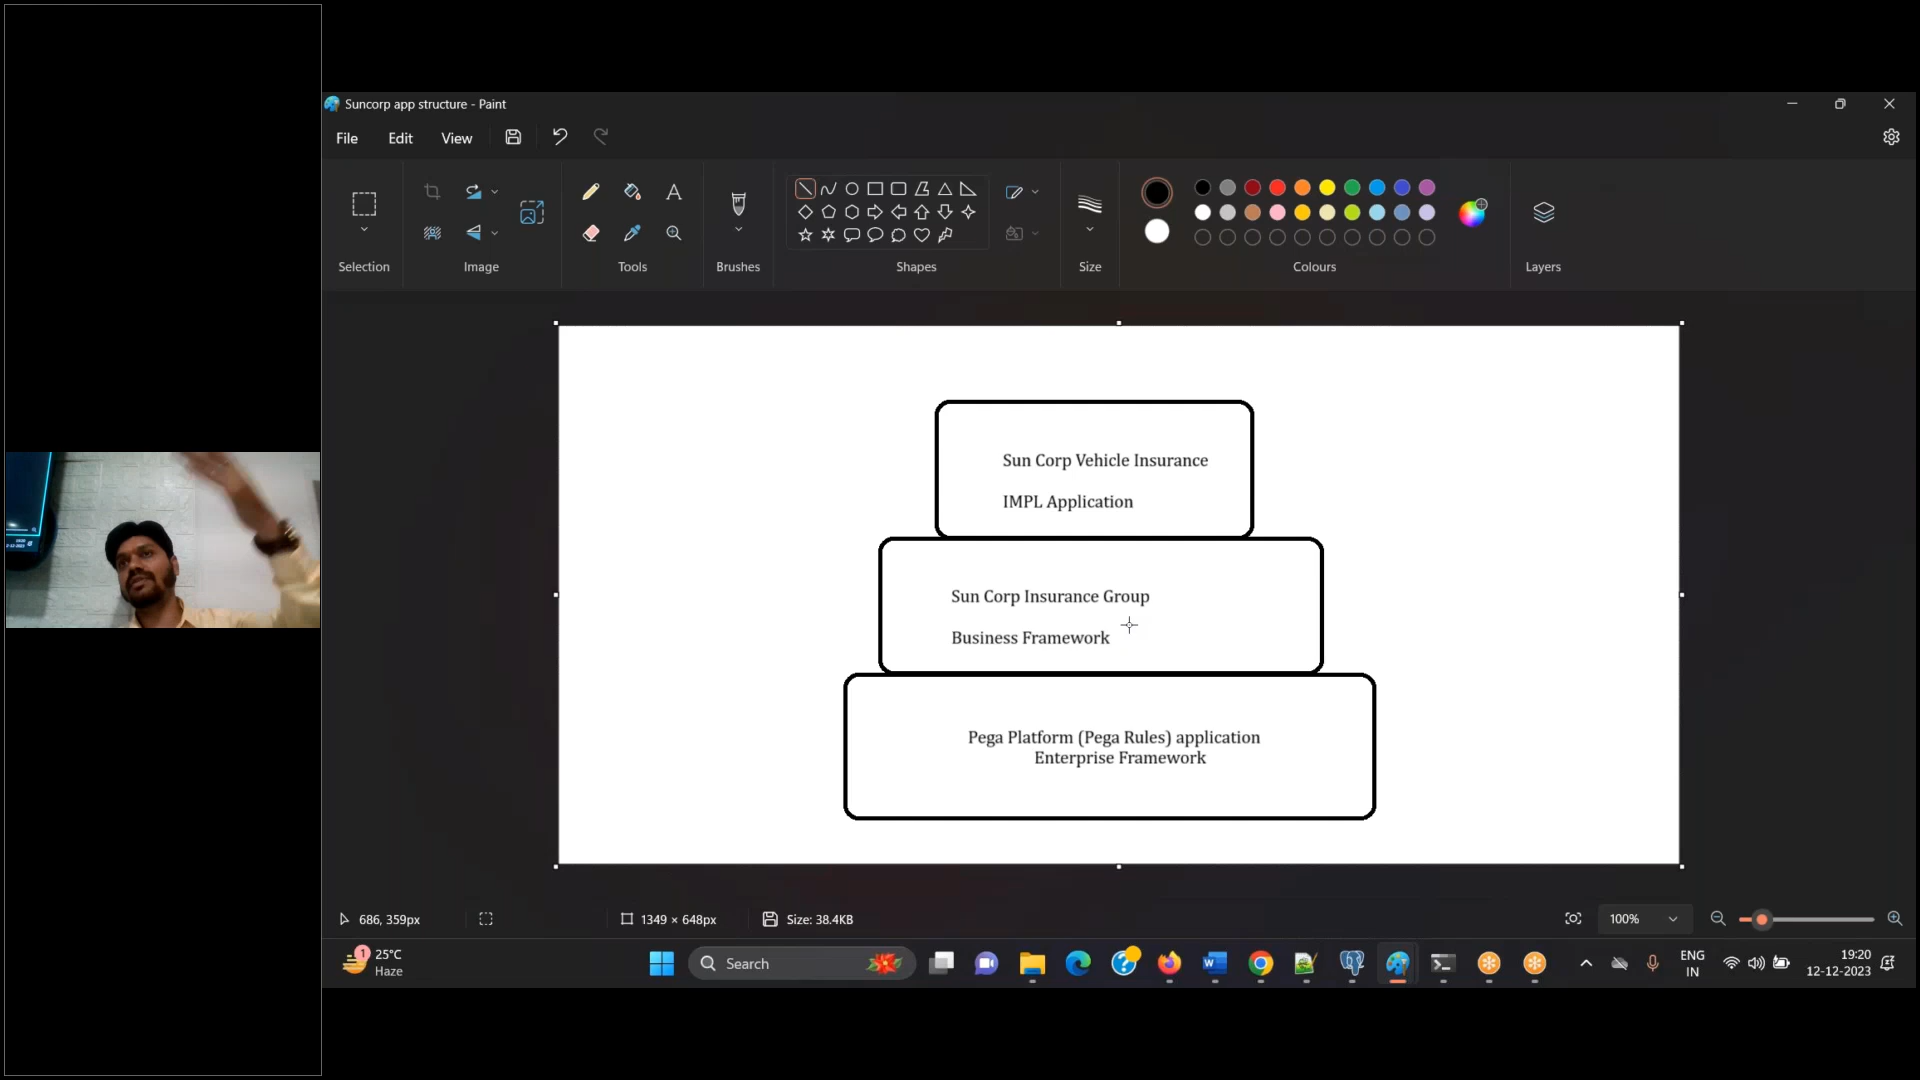 Suncorp app structure - Paint
File Edit View
Selection Image Tools Brushes Shapes Size Colours Layers
Sun Corp Vehicle Insurance
IMPL Application
Sun Corp Insurance Group
Business Framework
Pega Platform (Pega Rules) application
Enterprise Framework
686, 359px 1349 × 648px Size: 38.4KB 100%
1 25°C
Haze
Search
ENG
IN
19:20
12-12-2023